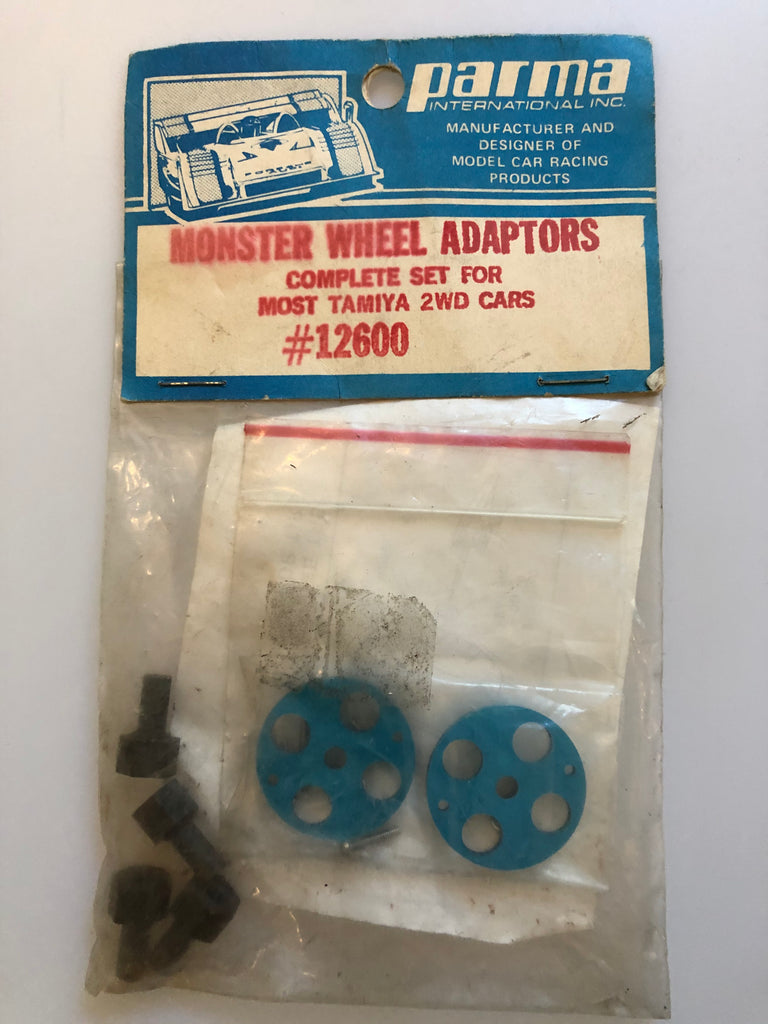 parma
INTERNATIONAL INC.
MANUFACTURER AND
DESIGNER OF
MODEL CAR RACING
PRODUCTS
MONSTER WHEEL ADAPTORS
COMPLETE SET FOR
MOST TAMIYA 2WD CARS
#12600